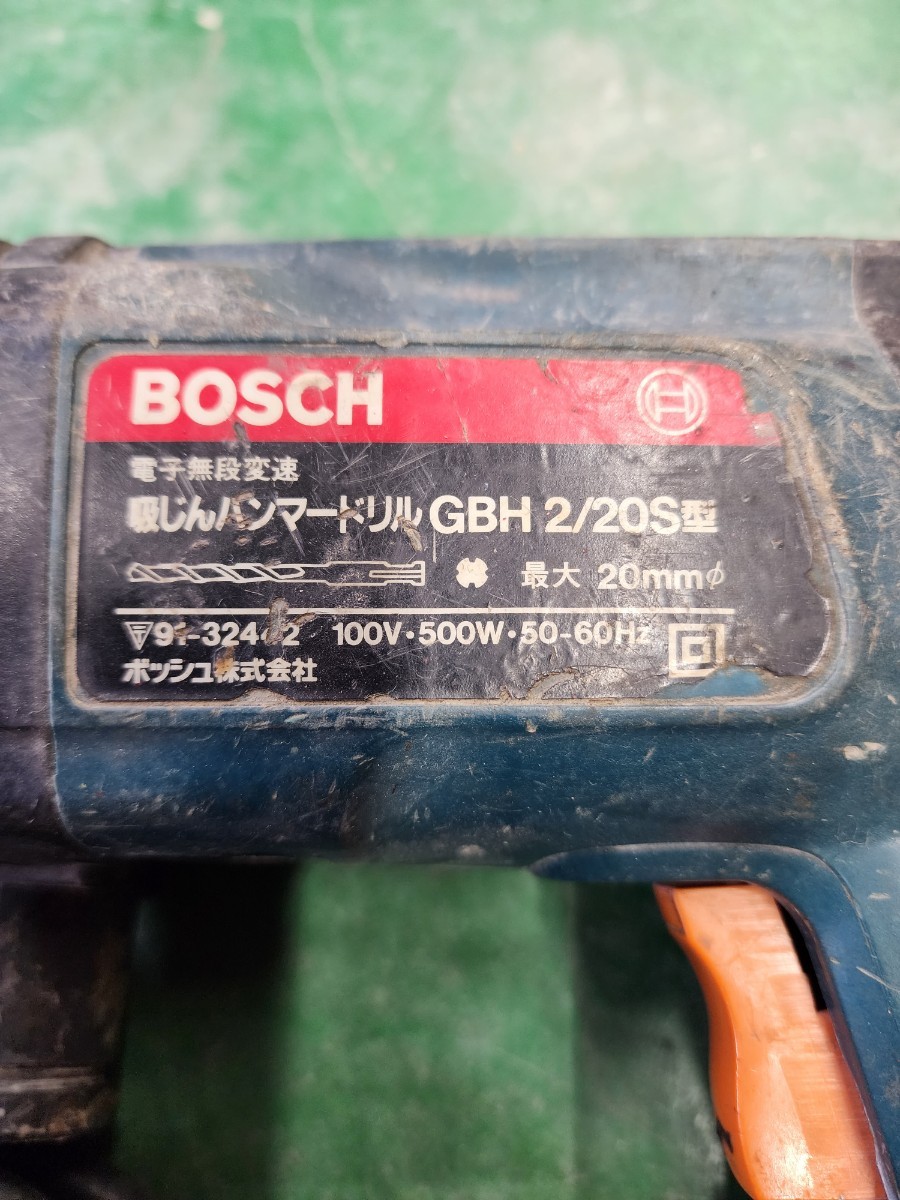 BOSCH
電子無段変速
吸じんハンマードリル GBH 2/20S型
最大 20mmφ
100V・500W・50-60Hz
ボッシュ株式会社